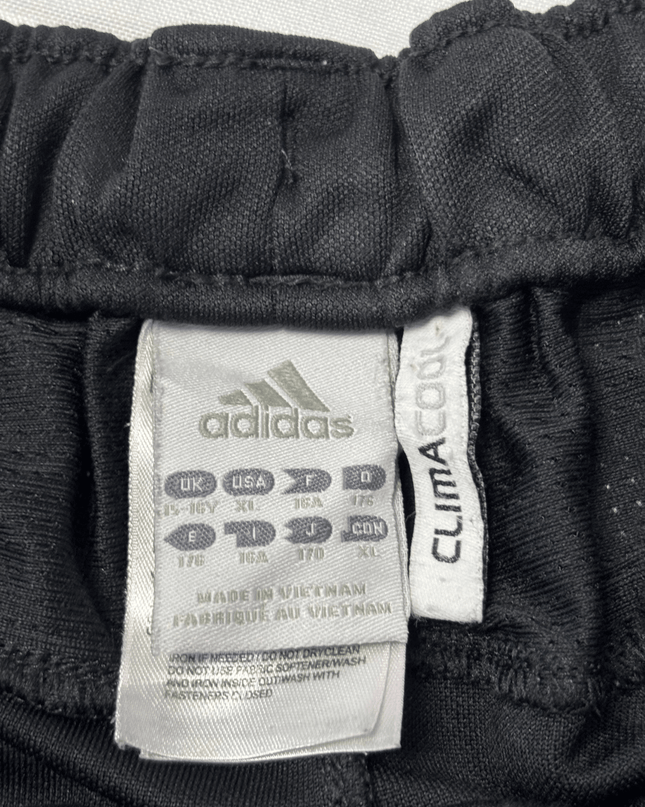 adidas
UK USA F D
15-16Y XL 16A 176
E I J CDN
176 16A 170 XL
MADE IN VIETNAM
FABRIQUE AU VIETNAM
IRON IF NEEDED/DO NOT DRYCLEAN
DO NOT USE FABRIC SOFTENER/WASH
AND IRON INSIDE OUT/WASH WITH
FASTENERS CLOSED
CLIMACOOL